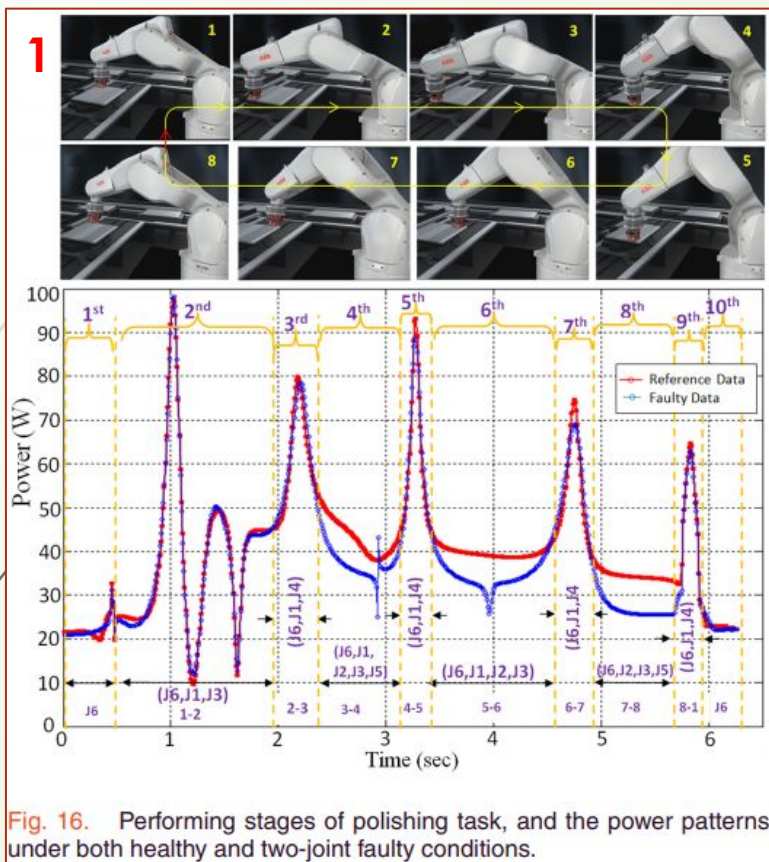 1
1
2
3
4
8
7
6
5
100
90
80
70
60
50
40
30
20
10
0
Power (W)
1st
2nd
3rd
4th
5th
6th
7th
8th
9th
10th
Reference Data
Faulty Data
J6
(J6,J1,J3)
1-2
(J6,J1,J4)
2-3
(J6,J1,
J2,J3,J5)
3-4
(J6,J1,J4)
4-5
(J6,J1,J2,J3)
5-6
(J6,J1,J4
6-7
(J6,J2,J3,J5)
7-8
(J6,J1,J4)
8-1
J6
0
1
2
3
4
5
6
Time (sec)
Fig. 16. Performing stages of polishing task, and the power patterns
under both healthy and two-joint faulty conditions.